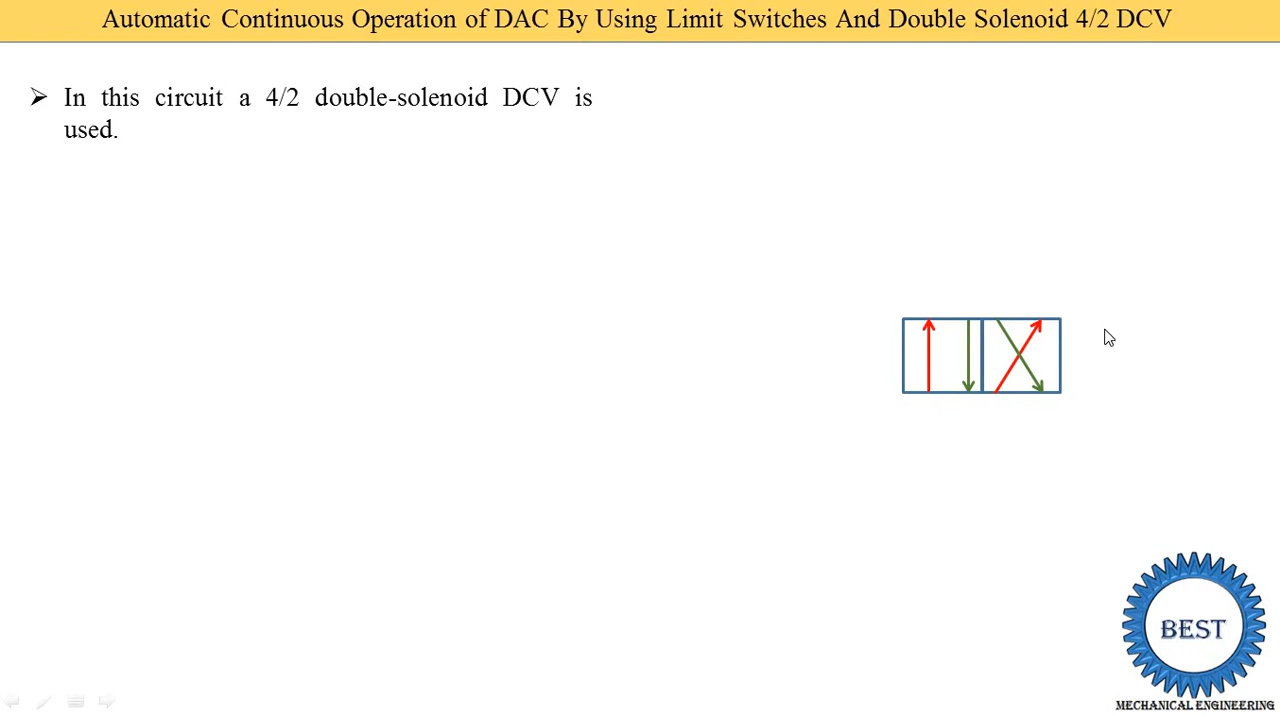 Automatic Continuous Operation of DAC By Using Limit Switches And Double Solenoid 4/2 DCV
In this circuit a 4/2 double-solenoid DCV is
used.
BEST
MECHANICAL ENGINEERING